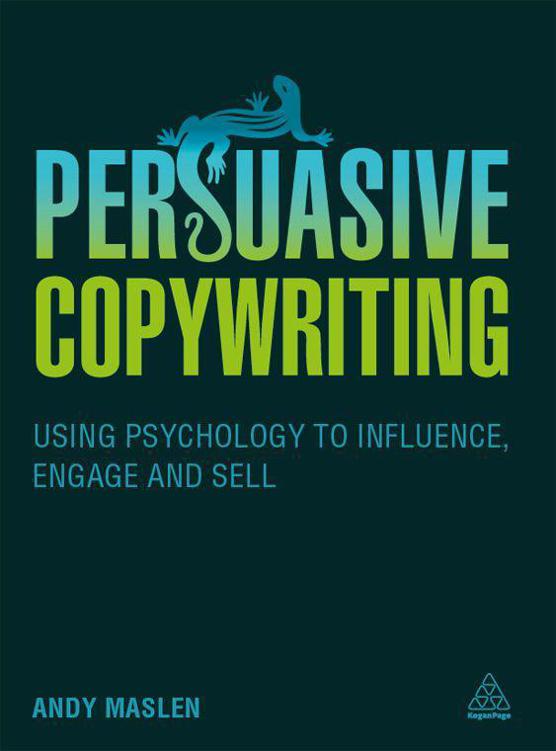 PERSUASIVE
COPYWRITING
USING PSYCHOLOGY TO INFLUENCE,
ENGAGE AND SELL
ANDY MASLEN
KoganPage